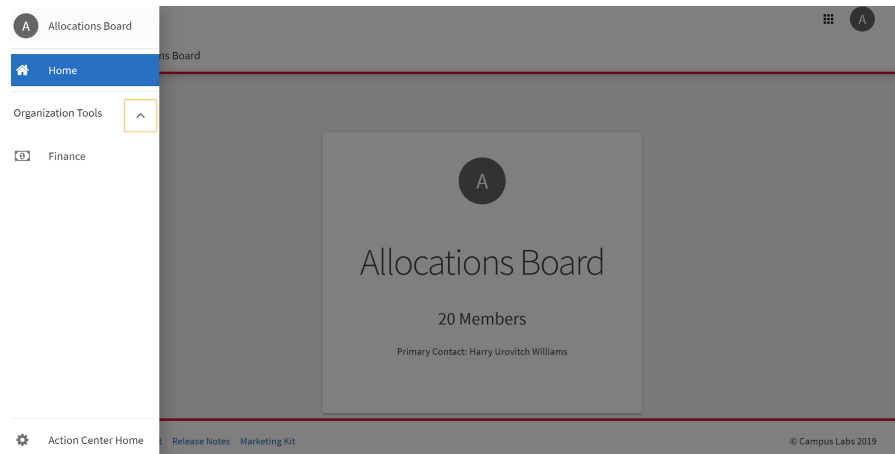 A Allocations Board
A
Home
ns Board
Organization Tools
Finance
A
Allocations Board
20 Members
Primary Contact: Harry Urovitch Williams
Action Center Home
t Release Notes Marketing Kit
© Campus Labs 2019